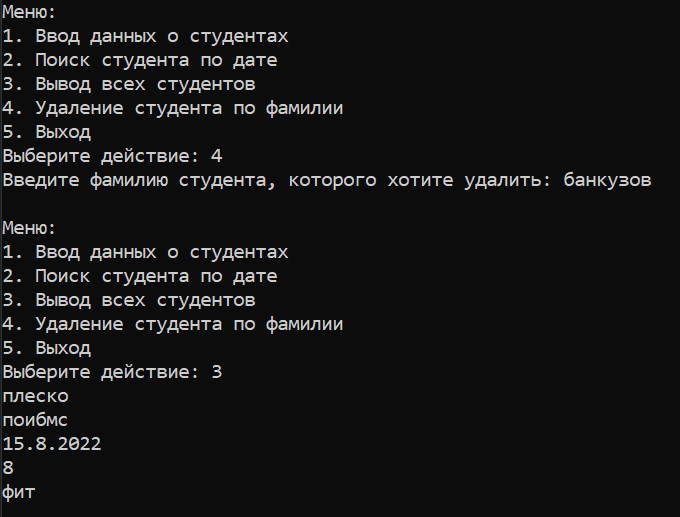 Меню:
1. Ввод данных о студентах
2. Поиск студента по дате
3. Вывод всех студентов
4. Удаление студента по фамилии
5. Выход
Выберите действие: 4
Введите фамилию студента, которого хотите удалить: банкузов
Меню:
1. Ввод данных о студентах
2. Поиск студента по дате
3. Вывод всех студентов
4. Удаление студента по фамилии
5. Выход
Выберите действие: 3
плеско
поибмс
15.8.2022
8
фит